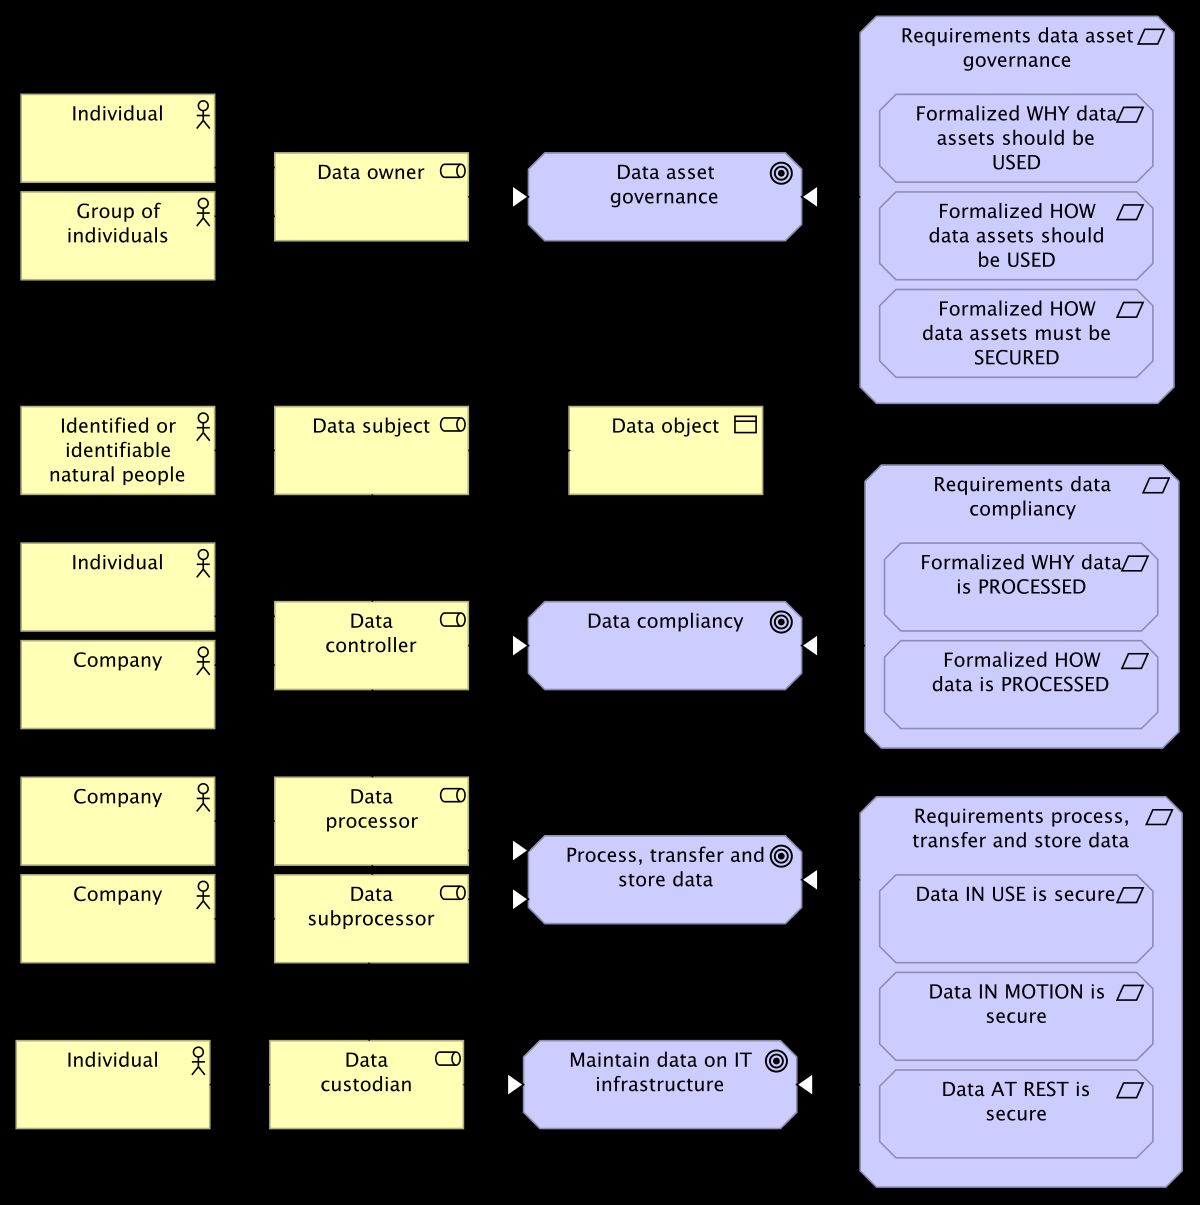 Requirements data asset
governance
Individual
Formalized WHY data
assets should be
USED
Data owner
Data asset
governance
Group of
individuals
Formalized HOW
data assets should
be USED
Formalized HOW
data assets must be
SECURED
Identified or
identifiable
natural people
Data subject
Data object
Requirements data
compliancy
Individual
Formalized WHY data
is PROCESSED
Data
controller
Data compliancy
Company
Formalized HOW
data is PROCESSED
Company
Data
processor
Requirements process,
transfer and store data
Process, transfer and
store data
Company
Data
subprocessor
Data IN USE is secure
Data IN MOTION is
secure
Individual
Data
custodian
Maintain data on IT
infrastructure
Data AT REST is
secure